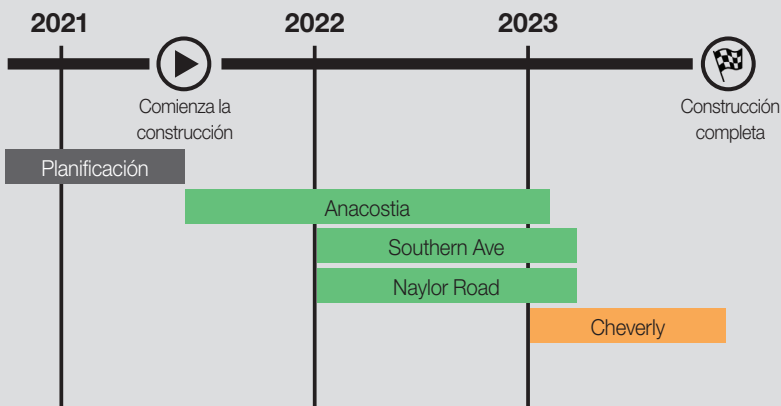 2021
2022
2023
Comienza la
construcción
Construcción
completa
Planificación
Anacostia
Southern Ave
Naylor Road
Cheverly